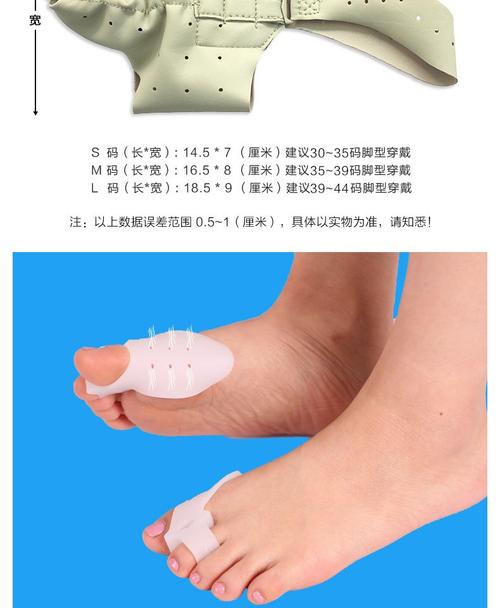 宽
S 码（长*宽）：14.5 * 7 （厘米）建议30~35码脚型穿戴
M 码（长*宽）：16.5 * 8 （厘米）建议35~39码脚型穿戴
L 码（长*宽）：18.5 * 9 （厘米）建议39~44码脚型穿戴
注：以上数据误差范围 0.5~1（厘米），具体以实物为准，请知悉！